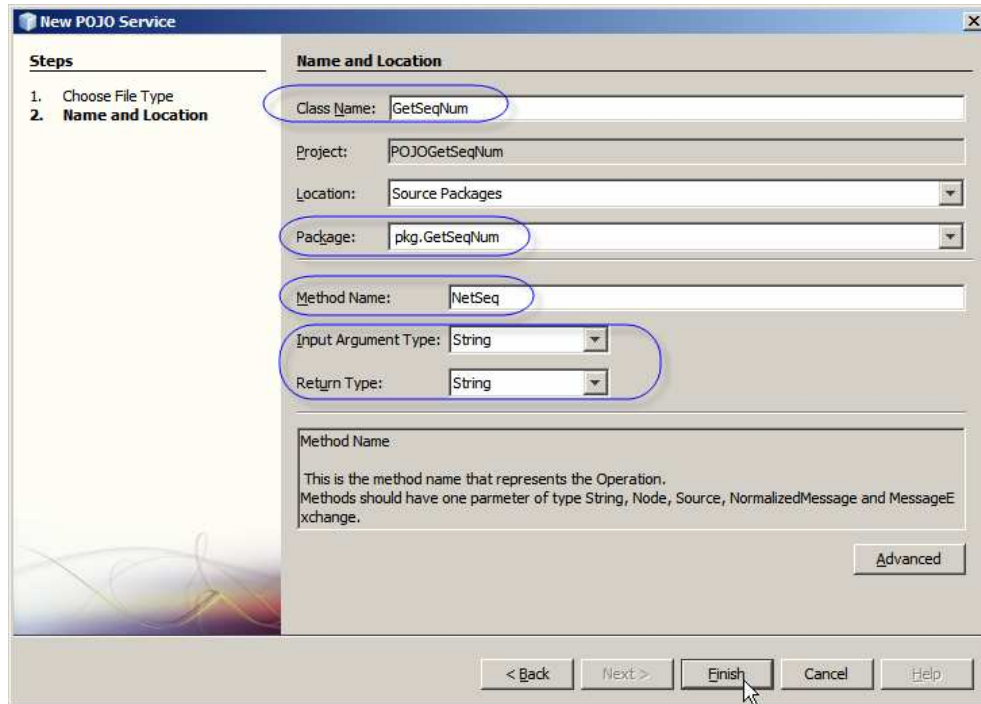 New POJO Service
Steps
1. Choose File Type
2. Name and Location
Name and Location
Class Name: GetSeqNum
Project: POJOGetSeqNum
Location: Source Packages
Package: pkg.GetSeqNum
Method Name: NetSeq
Input Argument Type: String
Return Type: String
Method Name
This is the method name that represents the Operation.
Methods should have one parmeter of type String, Node, Source, NormalizedMessage and MessageE
xchange.
Advanced
< Back Next > Finish Cancel Help